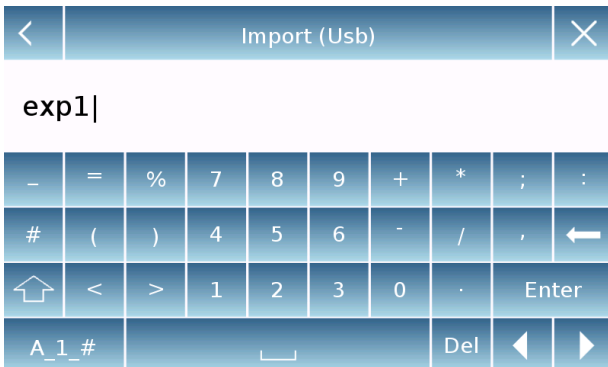 Import (Usb)
exp1
_ = % 7 8 9 + * ; :
# ( ) 4 5 6 - / ,
< > 1 2 3 0 . Enter
A_1_# Del